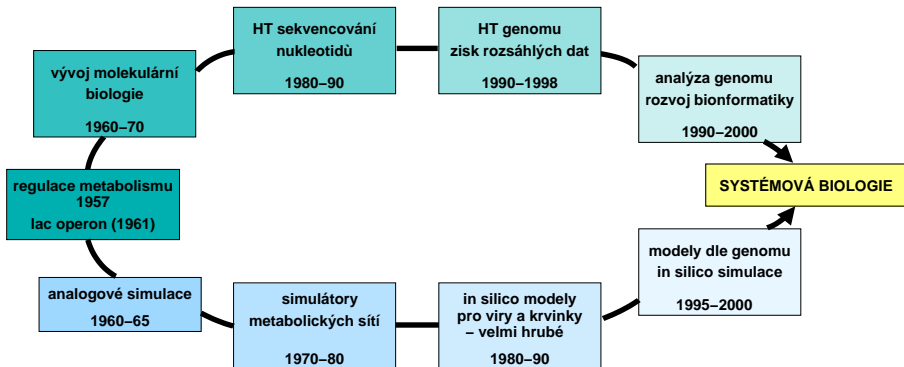 HT sekvencování
nukleotidů
1980–90
HT genomu
zisk rozsáhlých dat
1990–1998
vývoj molekulární
biologie
1960–70
analýza genomu
rozvoj bionformatiky
1990–2000
regulace metabolismu
1957
lac operon (1961)
SYSTÉMOVÁ BIOLOGIE
analogové simulace
1960–65
simulátory
metabolických sítí
1970–80
in silico modely
pro viry a krvinky
– velmi hrubé
1980–90
modely dle genomu
in silico simulace
1995–2000